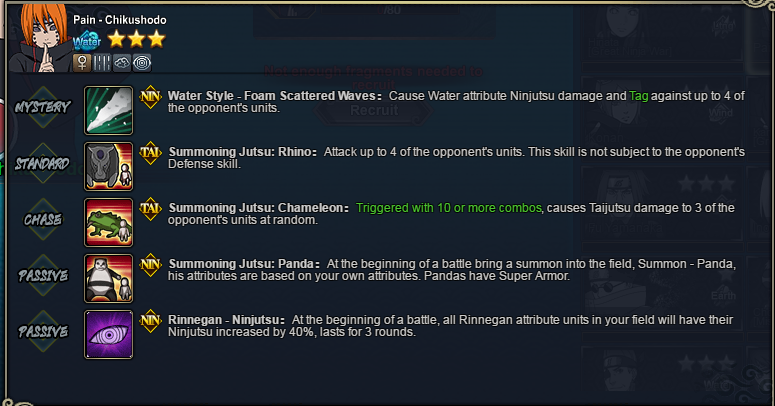 /80
Pain - Chikushodo
Water
Not enough fragments needed to
recruit
Recruit
MYSTERY
NIN
Water Style - Foam Scattered Waves: Cause Water attribute Ninjutsu damage and Tag against up to 4 of
the opponent's units.
STANDARD
TAI
Summoning Jutsu: Rhino: Attack up to 4 of the opponent's units. This skill is not subject to the opponent's
Defense skill.
CHASE
TAI
Summoning Jutsu: Chameleon: Triggered with 10 or more combos, causes Taijutsu damage to 3 of the
opponent's units at random.
PASSIVE
NIN
Summoning Jutsu: Panda: At the beginning of a battle bring a summon into the field, Summon - Panda,
his attributes are based on your own attributes. Pandas have Super Armor.
Earth
PASSIVE
NIN
Rinnegan - Ninjutsu: At the beginning of a battle, all Rinnegan attribute units in your field will have their
Ninjutsu increased by 40%, lasts for 3 rounds.